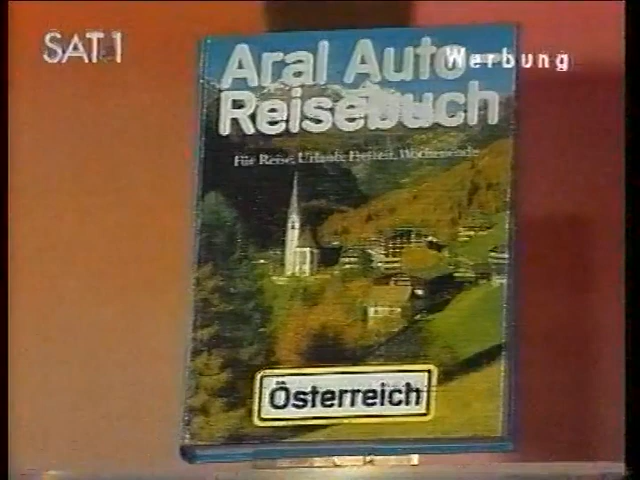 SAT.1
Werbung
Aral Auto-
Reisebuch
Für Reise, Urlaub, Freizeit, Wochenende
Österreich